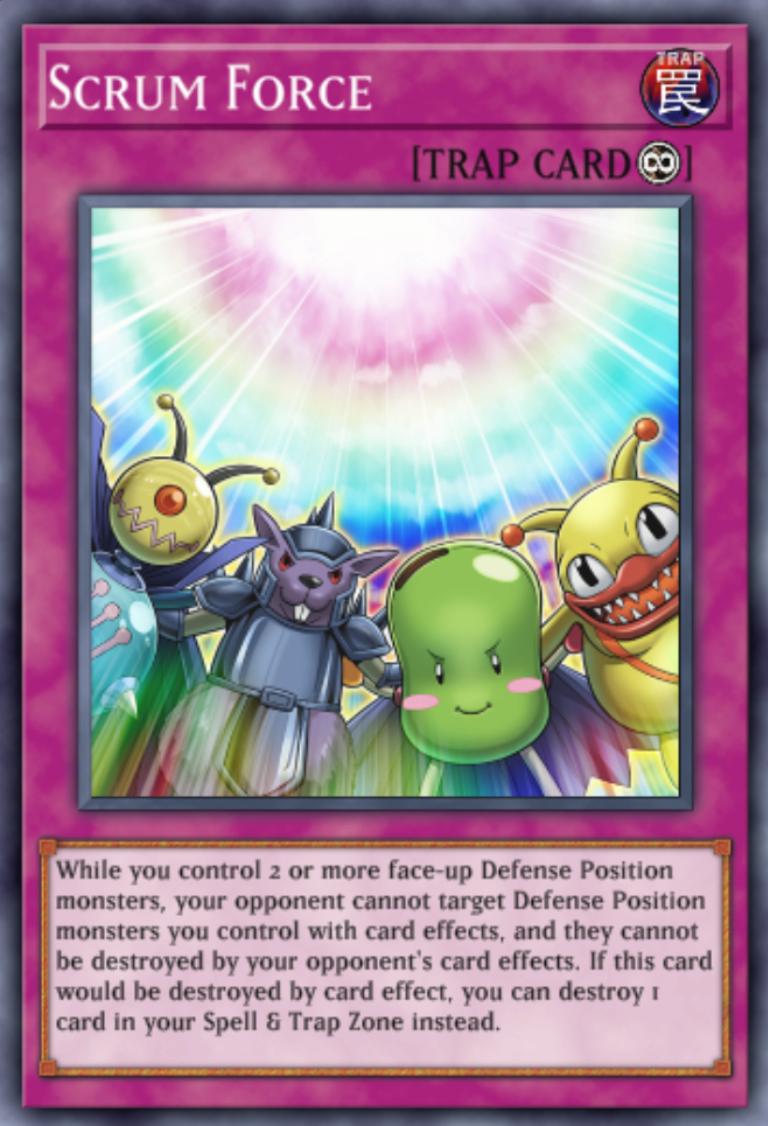 SCRUM FORCE
TRAP
罠
[TRAP CARD]
While you control 2 or more face-up Defense Position
monsters, your opponent cannot target Defense Position
monsters you control with card effects, and they cannot
be destroyed by your opponent's card effects. If this card
would be destroyed by card effect, you can destroy 1
card in your Spell & Trap Zone instead.